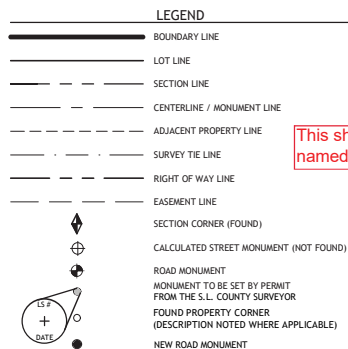 LEGEND
BOUNDARY LINE
LOT LINE
SECTION LINE
CENTERLINE / MONUMENT LINE
ADJACENT PROPERTY LINE
This sh
named
SURVEY TIE LINE
RIGHT OF WAY LINE
EASEMENT LINE
SECTION CORNER (FOUND)
CALCULATED STREET MONUMENT (NOT FOUND)
ROAD MONUMENT
MONUMENT TO BE SET BY PERMIT
FROM THE S.L. COUNTY SURVEYOR
LS #
FOUND PROPERTY CORNER
(DESCRIPTION NOTED WHERE APPLICABLE)
DATE
NEW ROAD MONUMENT